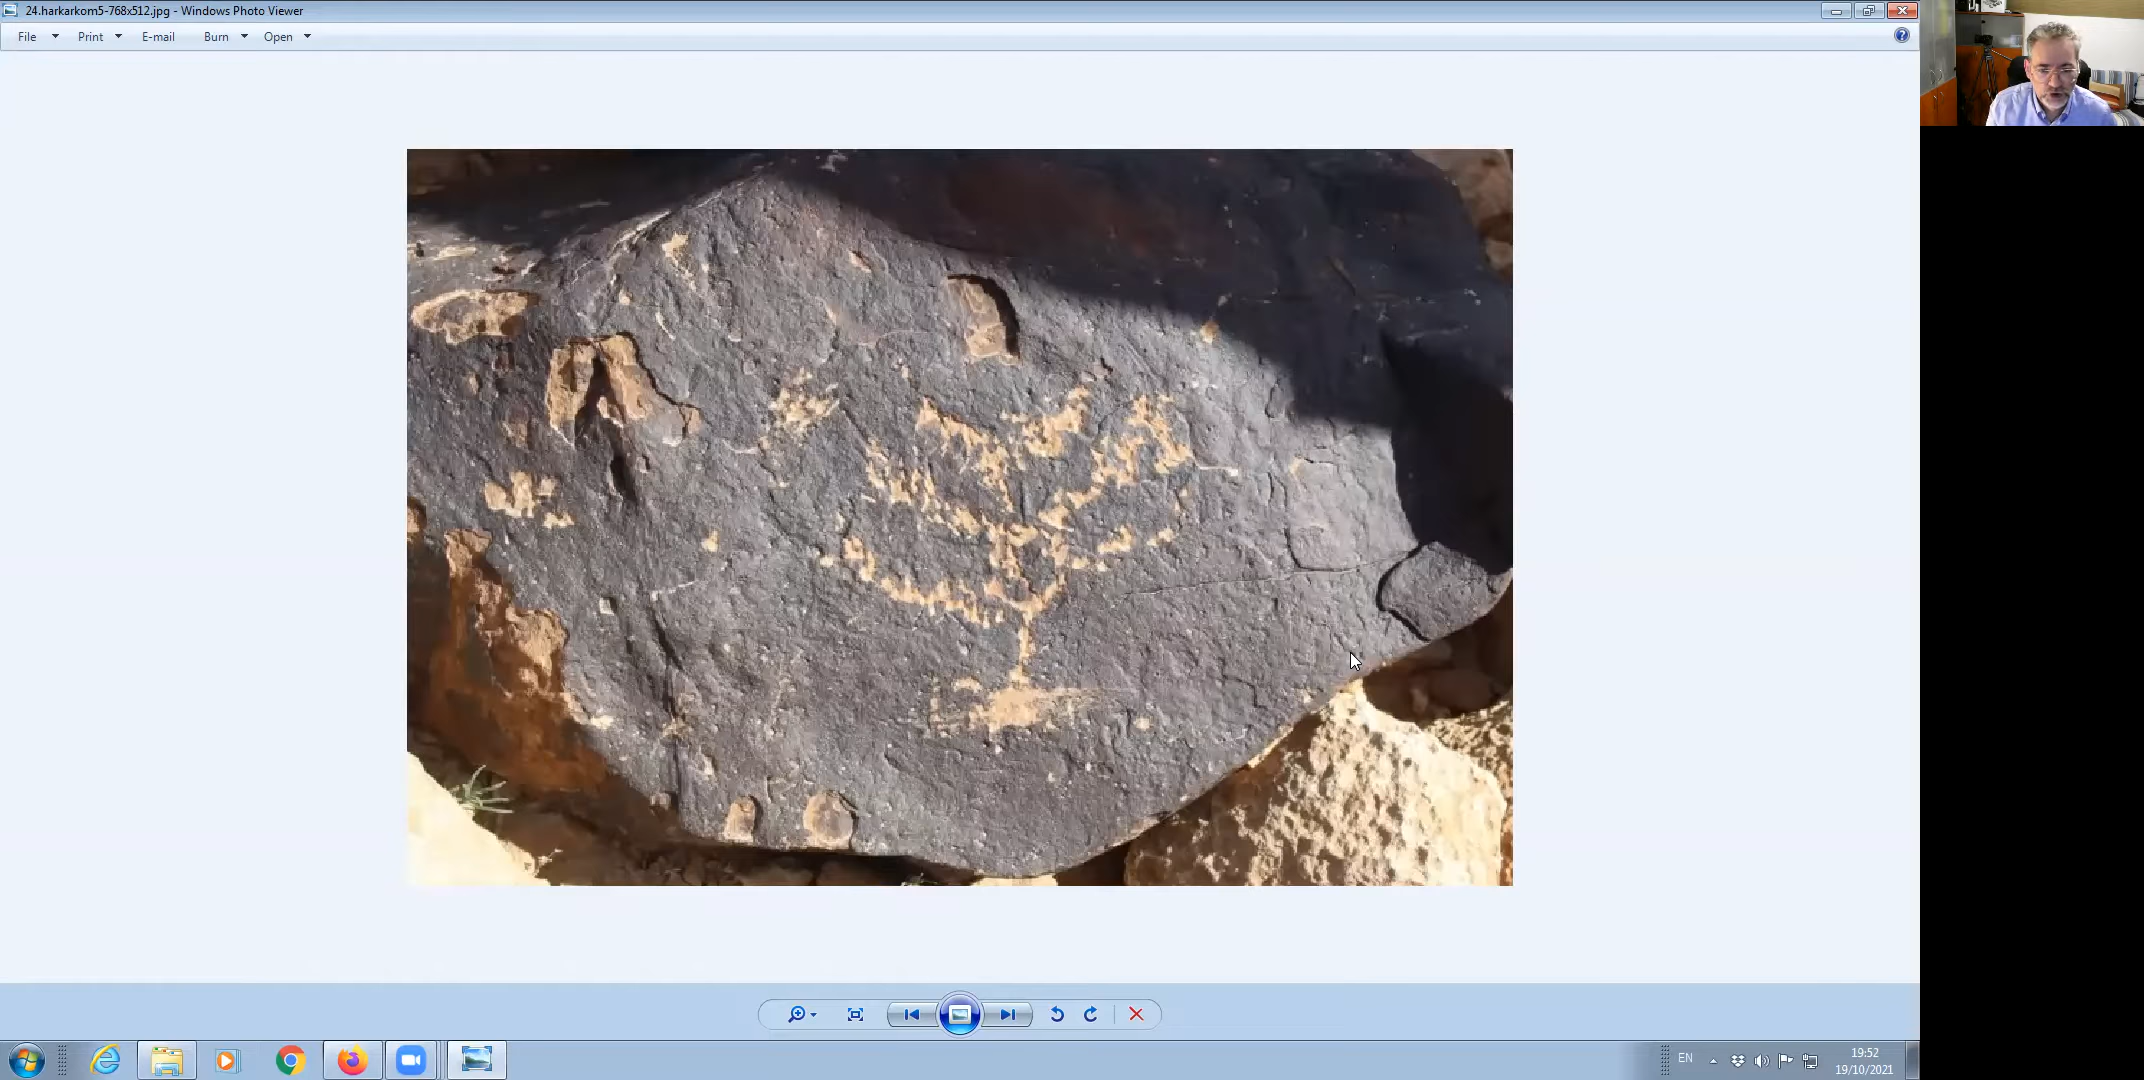 24.harkarkom5-768x512.jpg - Windows Photo Viewer
File Print E-mail Burn Open
EN
19:52
19/10/2021